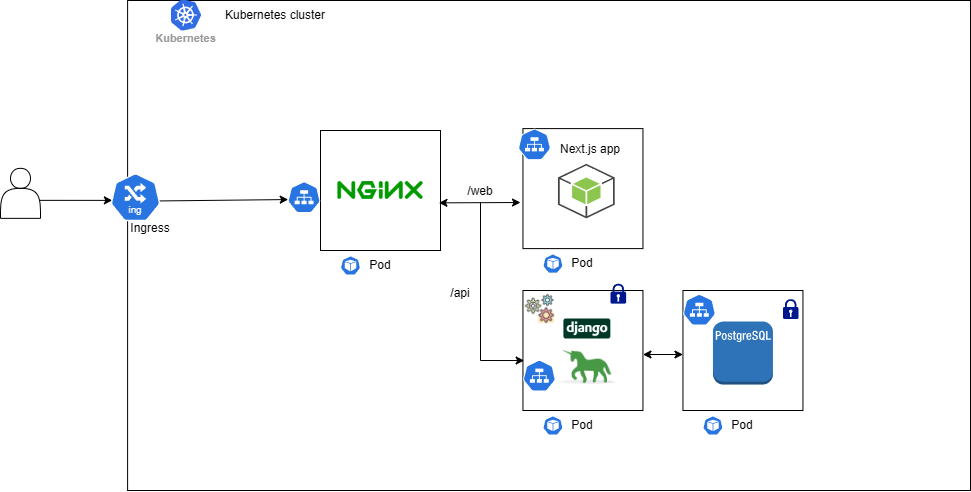 Kubernetes cluster
Kubernetes
NGINX
/web
Next.js app
ing
Ingress
Pod
Pod
/api
django
PostgreSQL
Pod
Pod